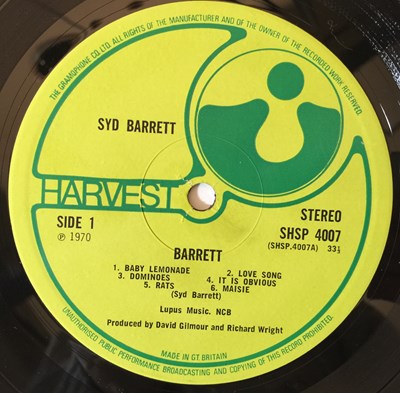 THE GRAMOPHONE CO. LTD. ALL RIGHTS OF THE MANUFACTURER AND OF THE OWNER OF THE RECORDED WORK RESERVED.
SYD BARRETT
HARVEST
SIDE 1
℗ 1970
STEREO
SHSP 4007
(SHSP.4007A) 33⅓
BARRETT
1. BABY LEMONADE 2. LOVE SONG
3. DOMINOES 4. IT IS OBVIOUS
5. RATS 6. MAISIE
(Syd Barrett)
Lupus Music. NCB
Produced by David Gilmour and Richard Wright
MADE IN GT. BRITAIN
UNAUTHORISED PUBLIC PERFORMANCE BROADCASTING AND COPYING OF THIS RECORD PROHIBITED.